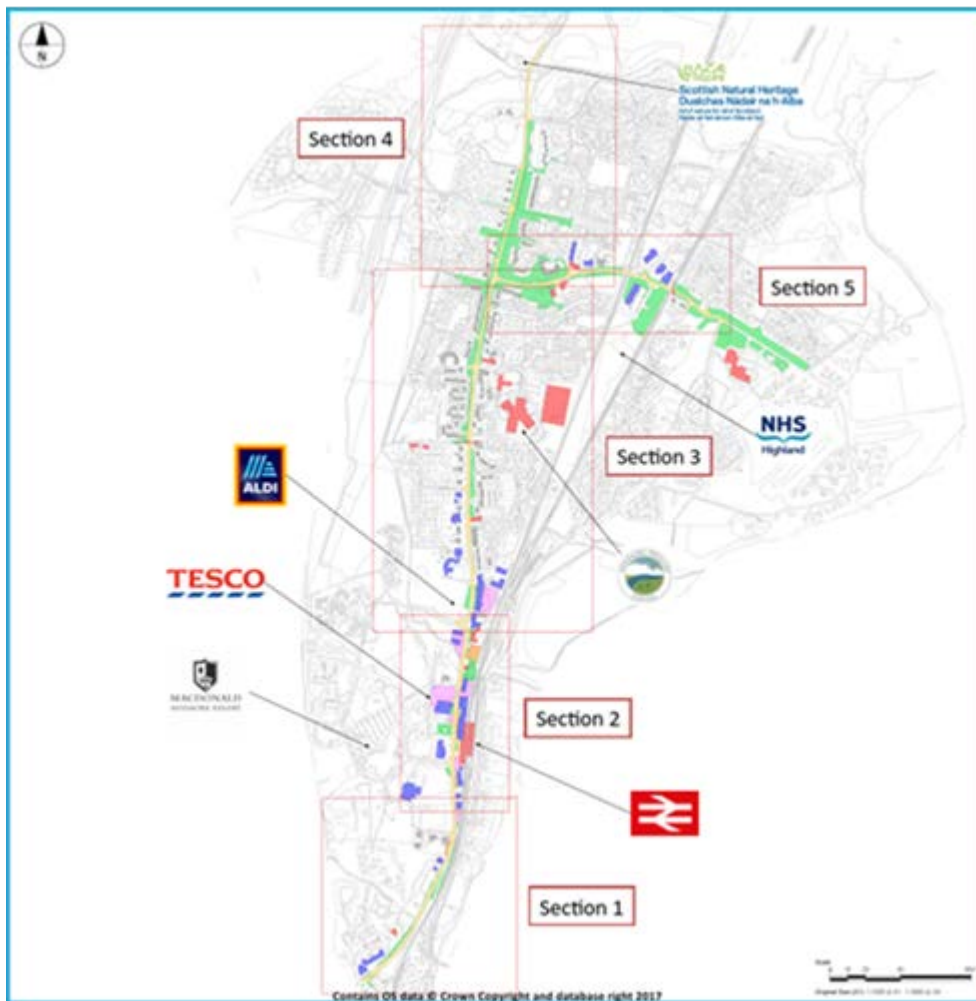 N
Scottish Natural Heritage
Dualchas Nàdair na h-Alba
Section 4
Section 5
NHS
Highland
Section 3
ALDI
TESCO
MACDONALD
Section 2
Section 1
Contains OS data © Crown Copyright and database right 2017